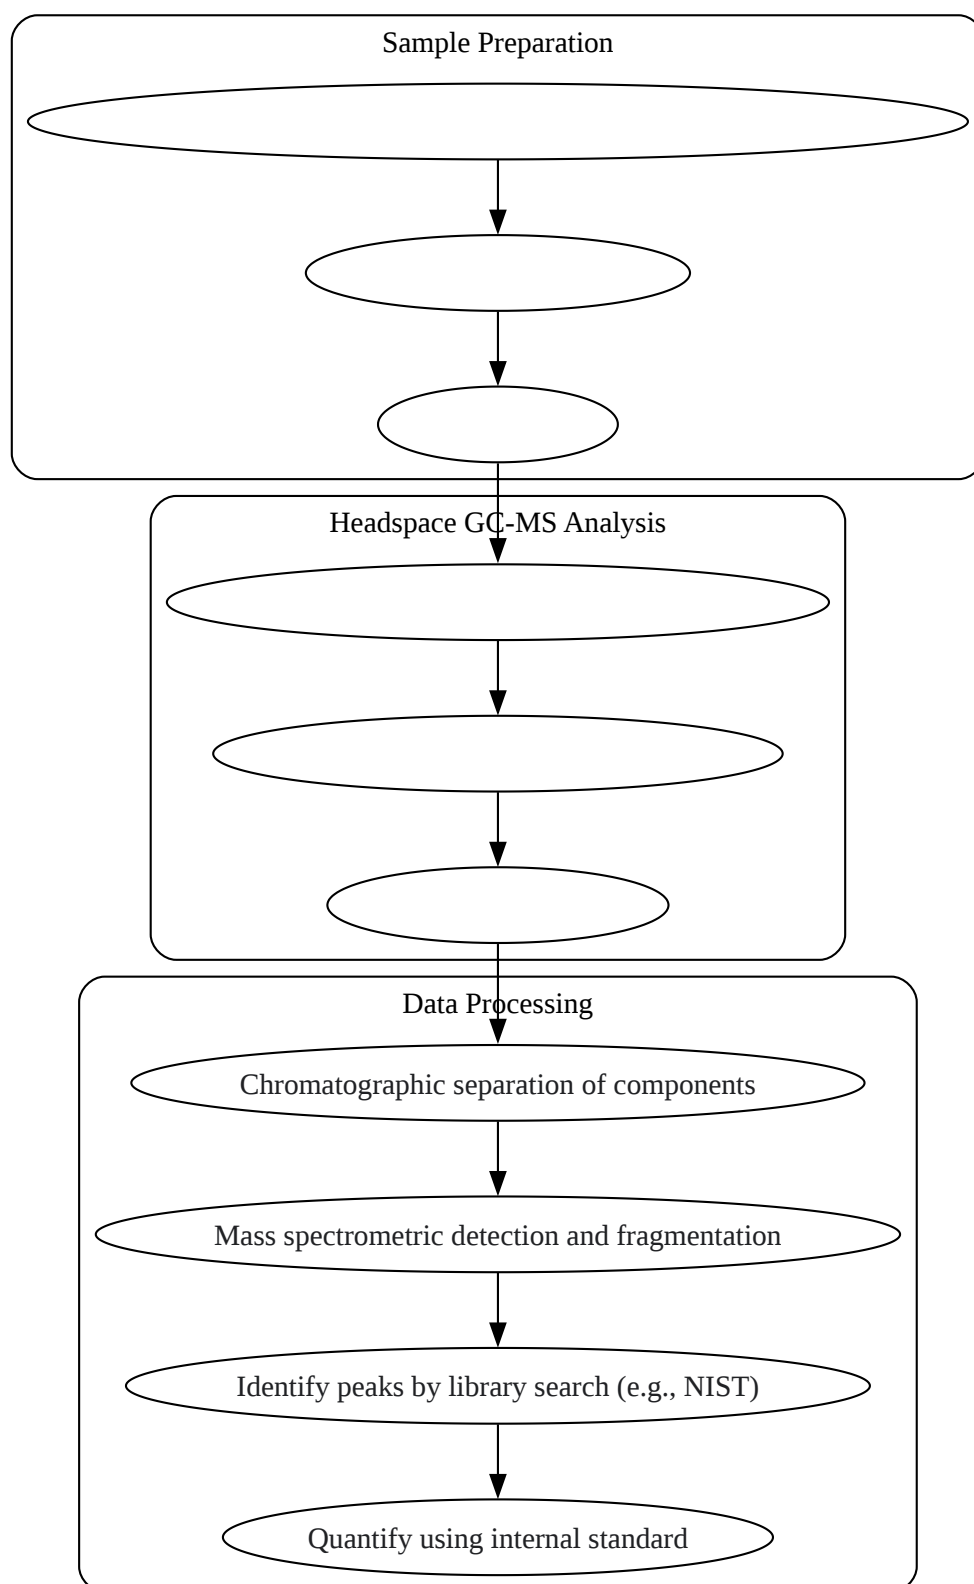 Sample Preparation
Headspace GC-MS Analysis
Data Processing
Chromatographic separation of components
Mass spectrometric detection and fragmentation
Identify peaks by library search (e.g., NIST)
Quantify using internal standard